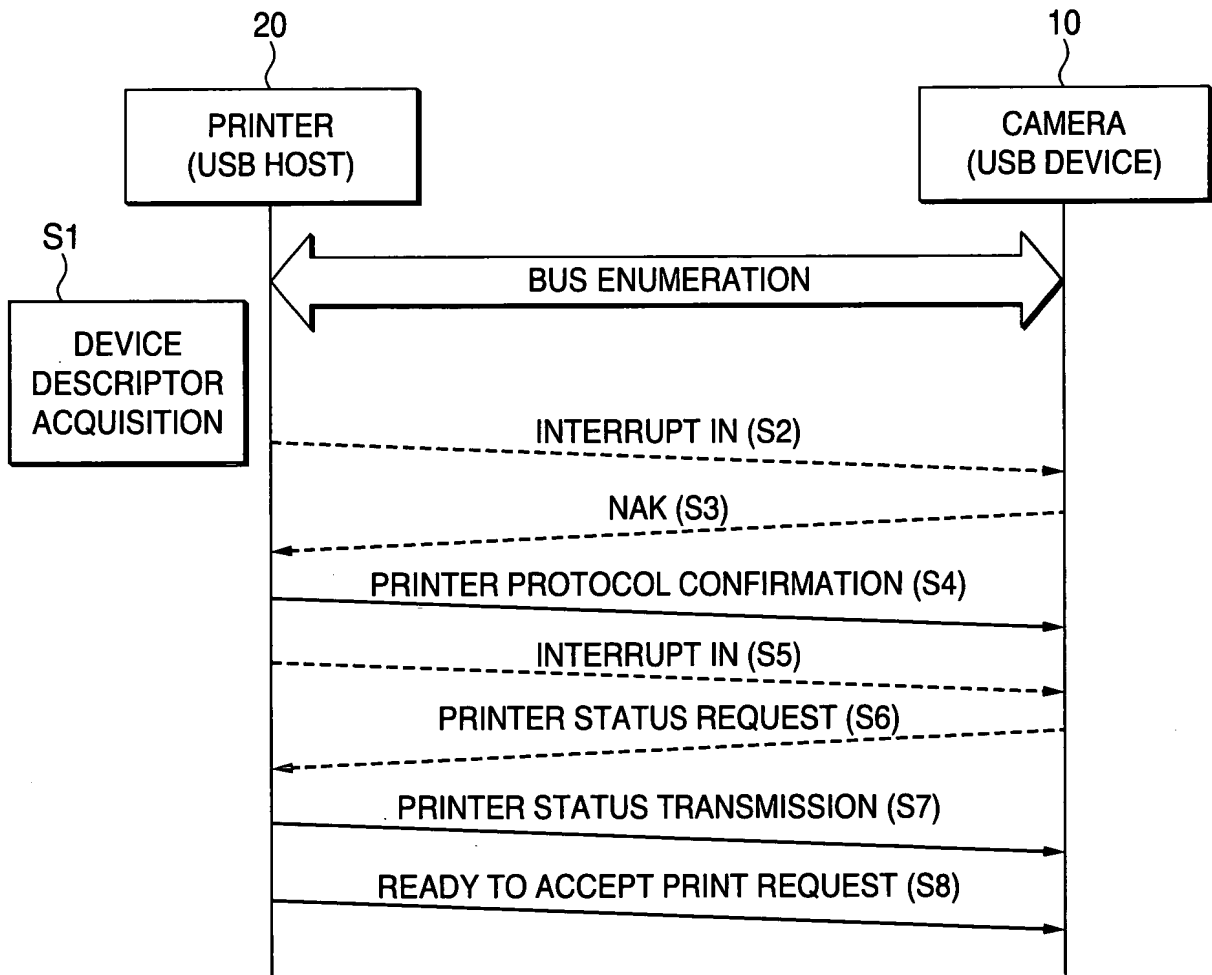 20
10
PRINTER
(USB HOST)
CAMERA
(USB DEVICE)
S1
BUS ENUMERATION
DEVICE
DESCRIPTOR
ACQUISITION
INTERRUPT IN (S2)
NAK (S3)
PRINTER PROTOCOL CONFIRMATION (S4)
INTERRUPT IN (S5)
PRINTER STATUS REQUEST (S6)
PRINTER STATUS TRANSMISSION (S7)
READY TO ACCEPT PRINT REQUEST (S8)